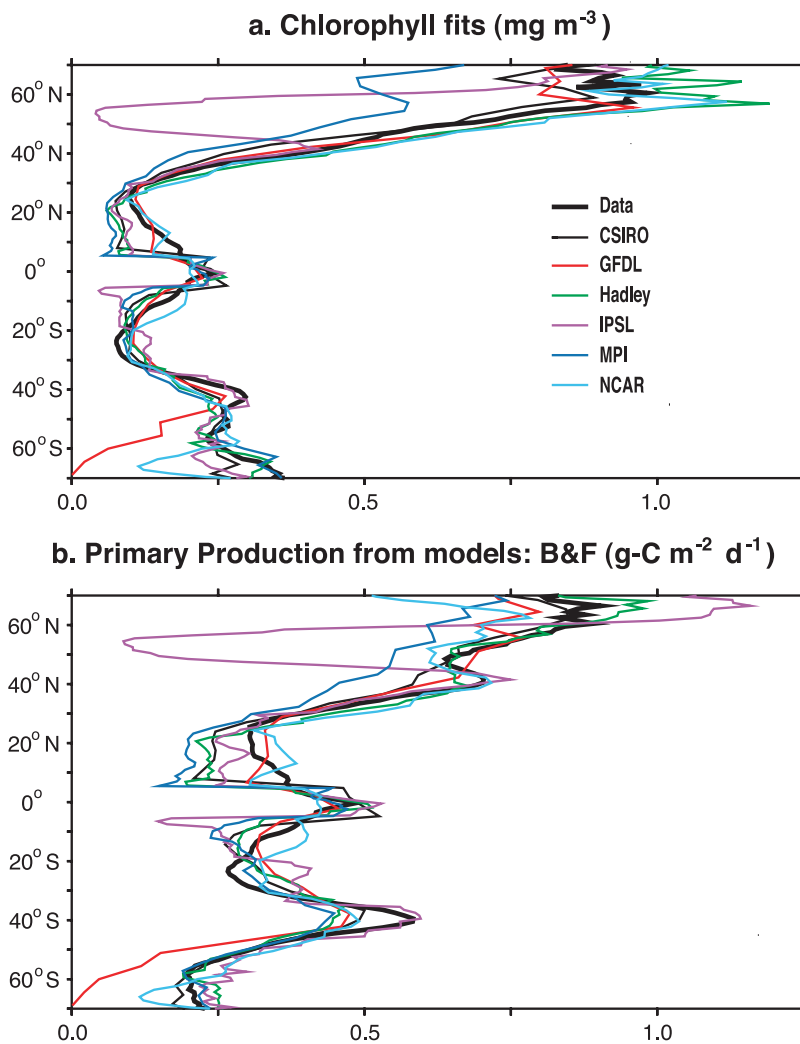 a. Chlorophyll fits (mg m-3)
60° N
40° N
20° N
0°
20° S
40° S
60° S
Data
CSIRO
GFDL
Hadley
IPSL
MPI
NCAR
0.0
0.5
1.0
b. Primary Production from models: B&F (g-C m-2 d-1)
60° N
40° N
20° N
0°
20° S
40° S
60° S
0.0
0.5
1.0